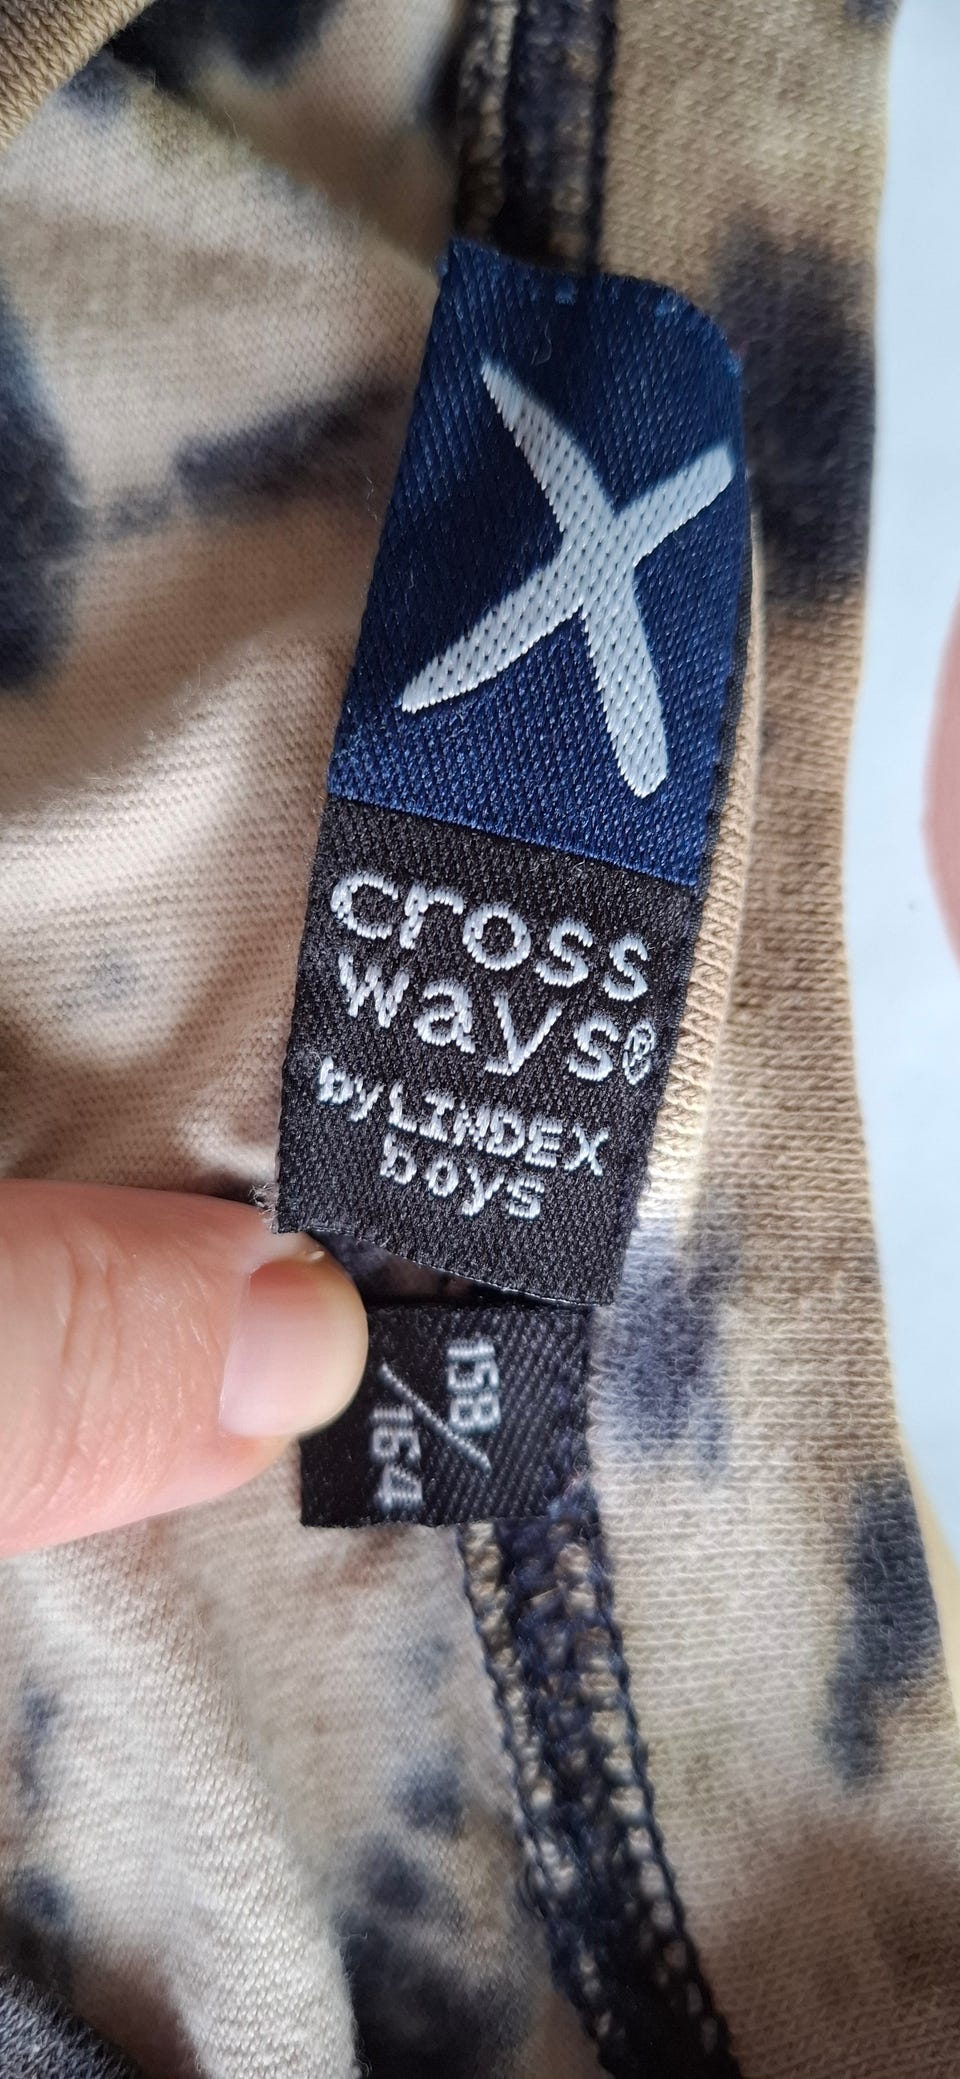 X
cross
ways®
by LINDEX
boys
158/
/164